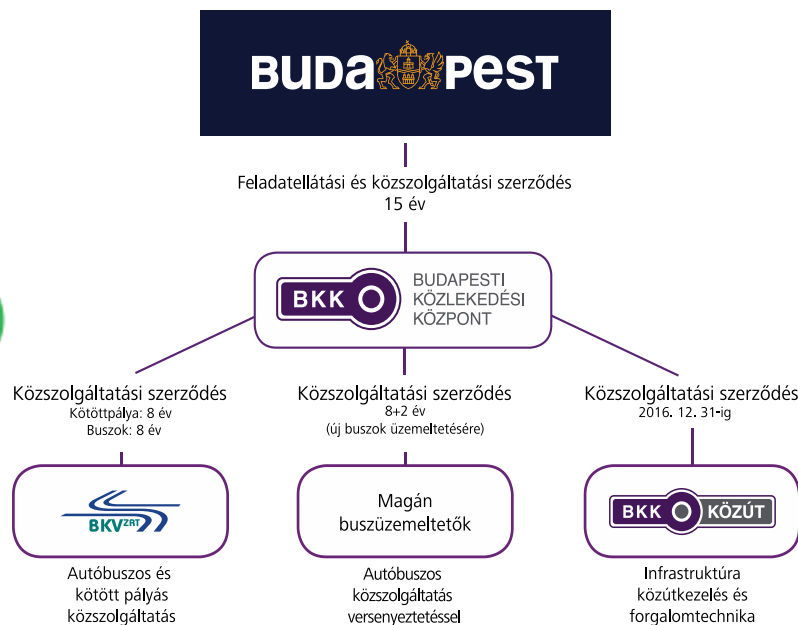 BUDAPEST
Feladatellátási és közszolgáltatási szerződés
15 év
BKK
BUDAPESTI
KÖZLEKEDÉSI
KÖZPONT
Közszolgáltatási szerződés
Kötöttpálya: 8 év
Buszok: 8 év
Közszolgáltatási szerződés
8+2 év
(új buszok üzemeltetésére)
Közszolgáltatási szerződés
2016. 12. 31-ig
BKV ZRT
Magán
buszüzemeltetők
BKK KÖZÚT
Autóbuszos és
kötött pályás
közszolgáltatás
Autóbuszos
közszolgáltatás
versenyeztetéssel
Infrastruktúra
közútkezelés és
forgalomtechnika